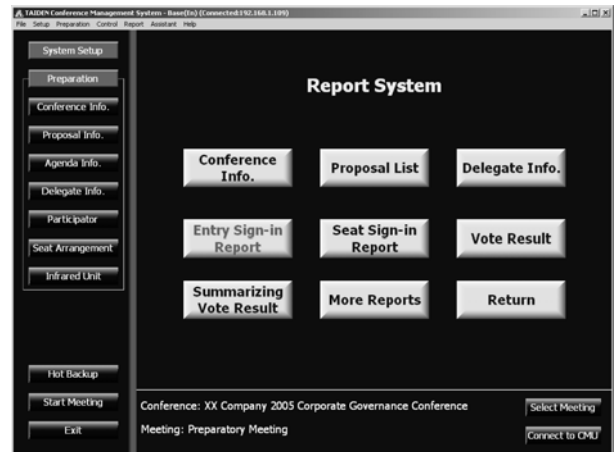 TAIDEN Conference Management System - Base(En) (Connected:192.168.1.109)
File Setup Preparation Control Report Assistant Help
System Setup
Preparation
Conference Info.
Proposal Info.
Agenda Info.
Delegate Info.
Participator
Seat Arrangement
Infrared Unit
Hot Backup
Start Meeting
Exit
Report System
Conference
Info.
Proposal List
Delegate Info.
Entry Sign-in
Report
Seat Sign-in
Report
Vote Result
Summarizing
Vote Result
More Reports
Return
Conference: XX Company 2005 Corporate Governance Conference
Select Meeting
Meeting: Preparatory Meeting
Connect to CMU